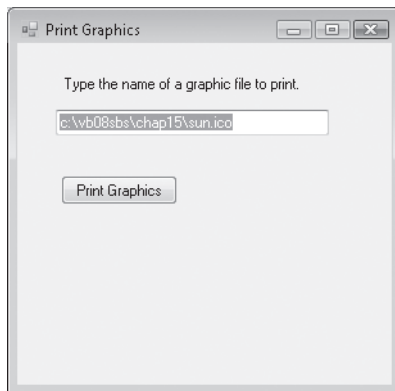 Print Graphics
Type the name of a graphic file to print.
c:\vb08sbs\chap15\sun.ico
Print Graphics